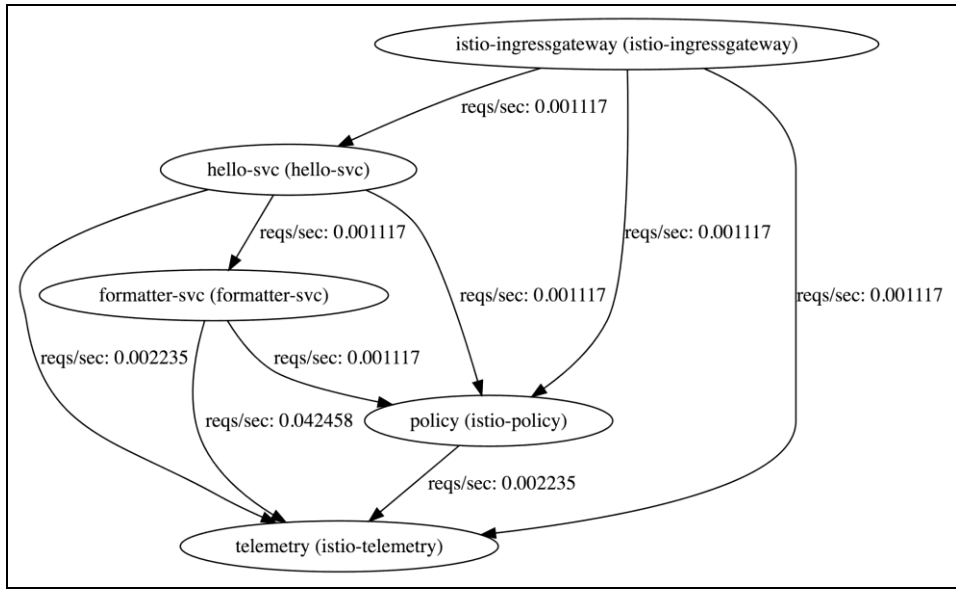 istio-ingressgateway (istio-ingressgateway)
reqs/sec: 0.001117
hello-svc (hello-svc)
reqs/sec: 0.001117
reqs/sec: 0.001117
formatter-svc (formatter-svc)
reqs/sec: 0.001117
reqs/sec: 0.001117
reqs/sec: 0.002235
reqs/sec: 0.001117
reqs/sec: 0.042458
policy (istio-policy)
reqs/sec: 0.002235
telemetry (istio-telemetry)